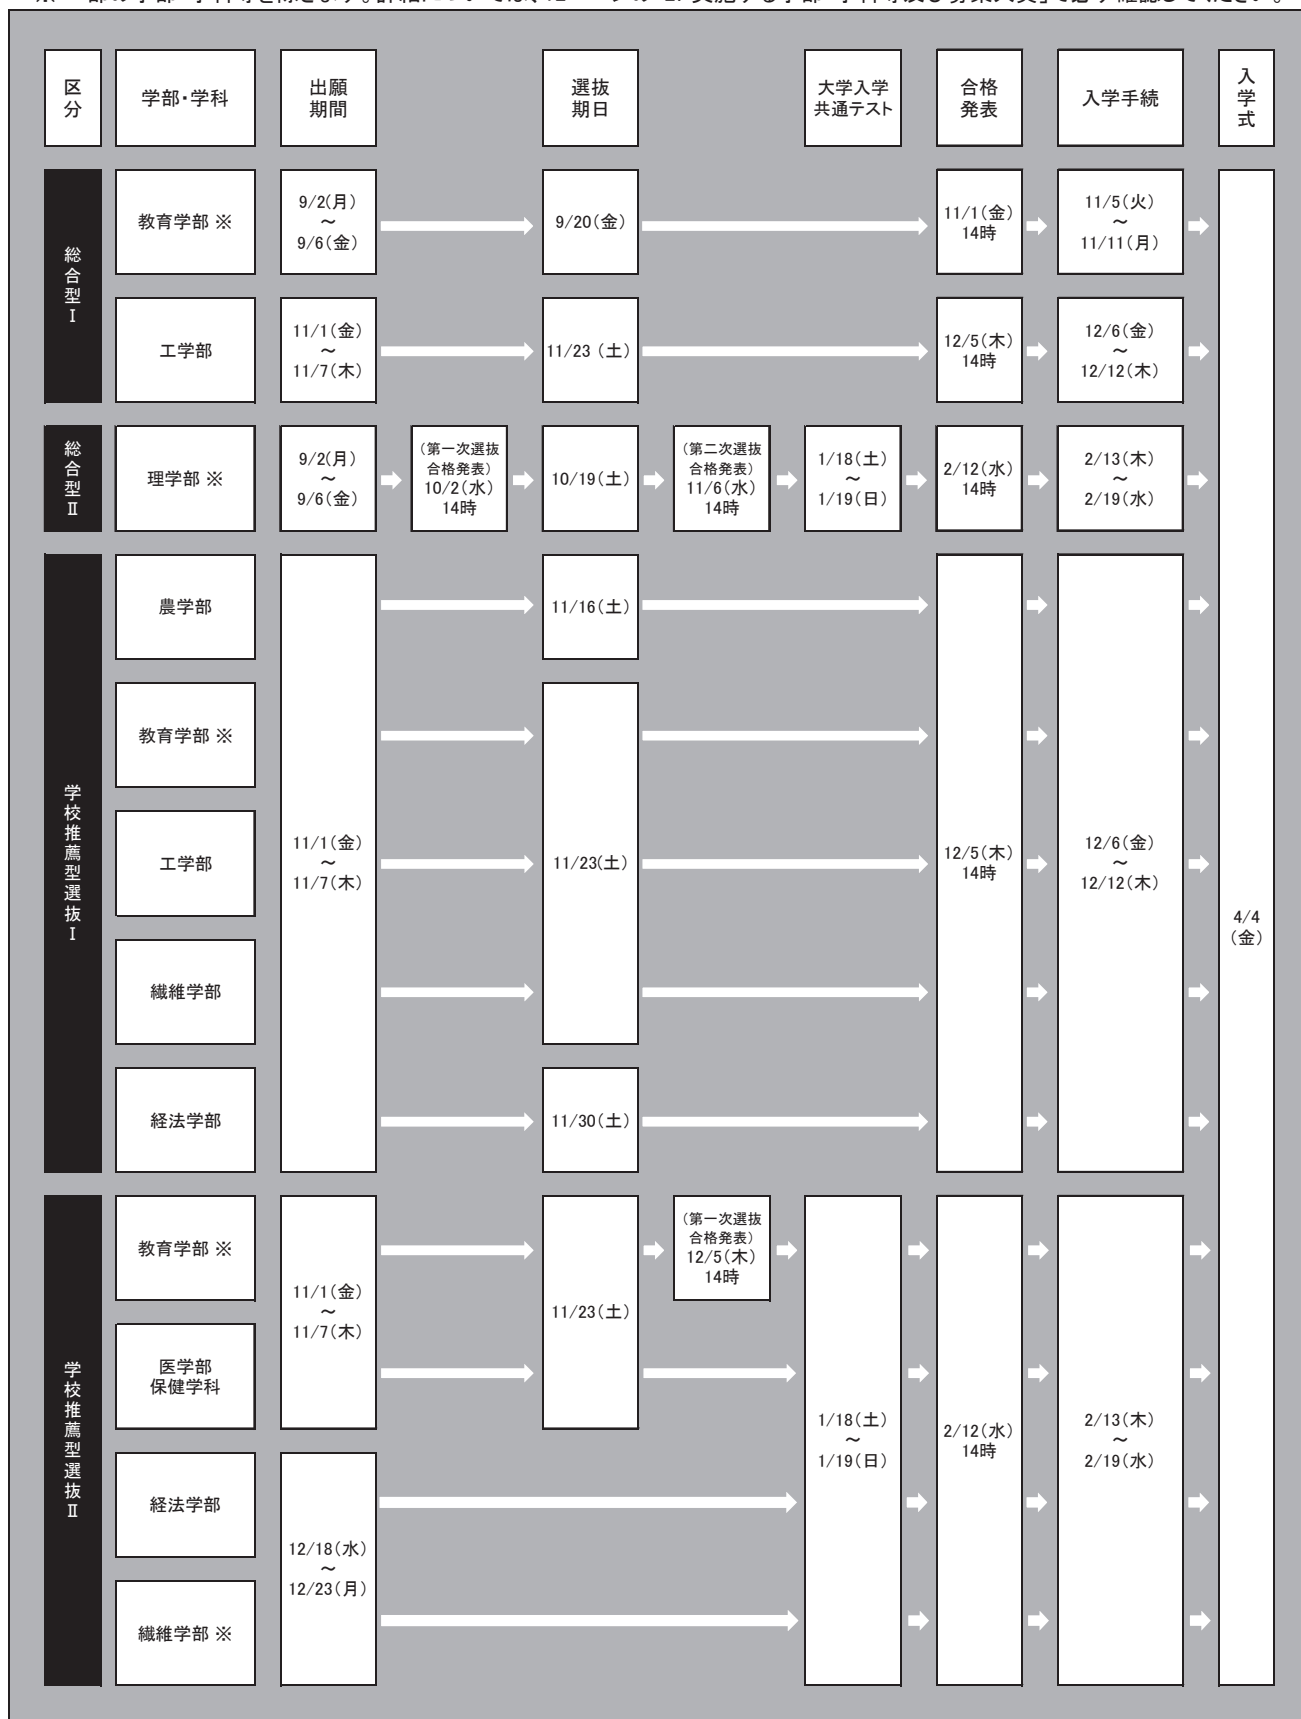 区
分
学部・学科
出願
期間
選抜
期日
大学入学
共通テスト
合格
発表
入学手続
入
学
式
総合型Ⅰ
教育学部 ※
9/2(月)
～
9/6(金)
9/20(金)
11/1(金)
14時
11/5(火)
～
11/11(月)
工学部
11/1(金)
～
11/7(木)
11/23 (土)
12/5(木)
14時
12/6(金)
～
12/12(木)
総合型Ⅱ
理学部 ※
9/2(月)
～
9/6(金)
(第一次選抜
合格発表)
10/2(水)
14時
10/19(土)
(第二次選抜
合格発表)
11/6(水)
14時
1/18(土)
～
1/19(日)
2/12(水)
14時
2/13(木)
～
2/19(水)
学校推薦型選抜Ⅰ
農学部
11/16(土)
教育学部 ※
工学部
11/1(金)
～
11/7(木)
11/23(土)
12/5(木)
14時
12/6(金)
～
12/12(木)
4/4
(金)
繊維学部
経法学部
11/30(土)
学校推薦型選抜Ⅱ
教育学部 ※
11/1(金)
～
11/7(木)
11/23(土)
(第一次選抜
合格発表)
12/5(木)
14時
医学部
保健学科
1/18(土)
～
1/19(日)
2/12(水)
14時
2/13(木)
～
2/19(水)
経法学部
12/18(水)
～
12/23(月)
繊維学部 ※